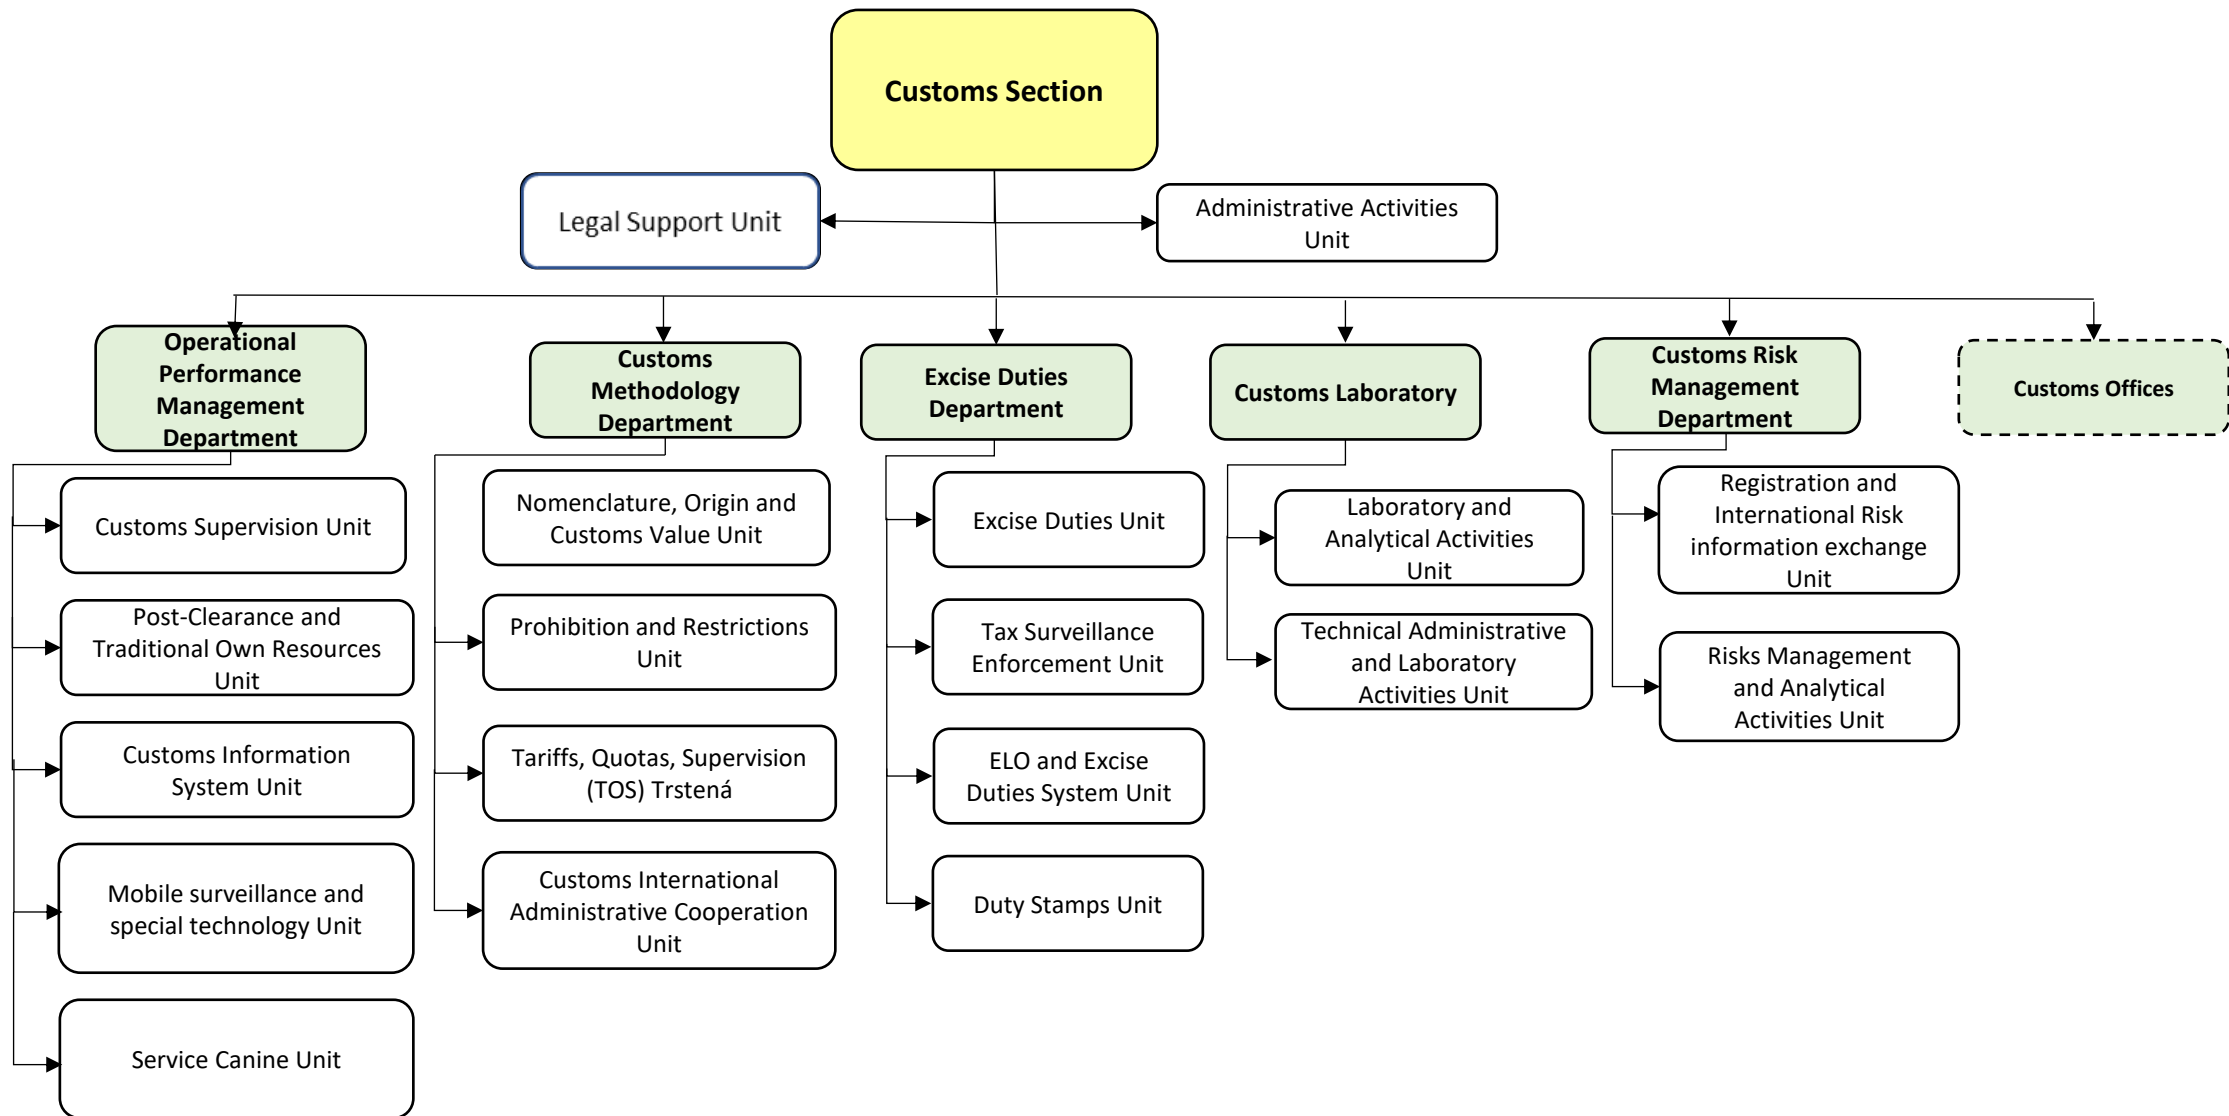 Customs Section
Legal Support Unit
Administrative Activities
Unit
Operational
Performance
Management
Department
Customs
Methodology
Department
Excise Duties
Department
Customs Laboratory
Customs Risk
Management
Department
Customs Offices
Customs Supervision Unit
Post-Clearance and
Traditional Own Resources
Unit
Customs Information
System Unit
Mobile surveillance and
special technology Unit
Service Canine Unit
Nomenclature, Origin and
Customs Value Unit
Prohibition and Restrictions
Unit
Tariffs, Quotas, Supervision
(TOS) Trstená
Customs International
Administrative Cooperation
Unit
Excise Duties Unit
Tax Surveillance
Enforcement Unit
ELO and Excise
Duties System Unit
Duty Stamps Unit
Laboratory and
Analytical Activities
Unit
Technical Administrative
and Laboratory
Activities Unit
Registration and
International Risk
information exchange
Unit
Risks Management
and Analytical
Activities Unit